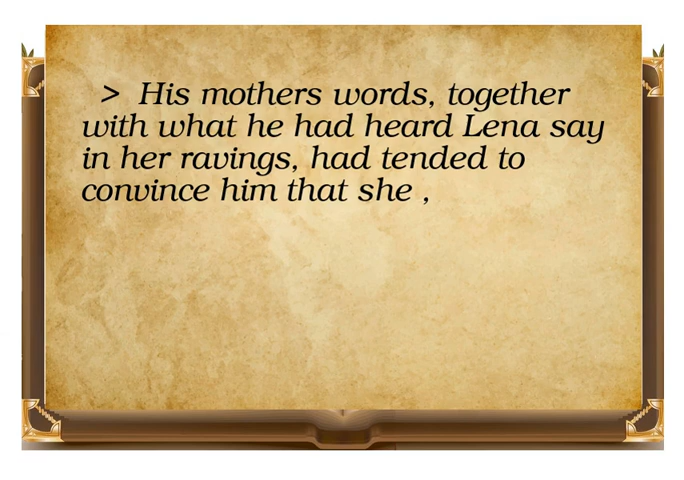 > His mothers words, together
with what he had heard Lena say
in her ravings, had tended to
convince him that she ,